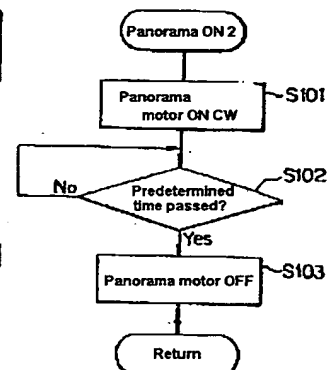 Panorama ON 2
Panorama
motor ON CW
S101
Predetermined
time passed?
S102
No
Yes
Panorama motor OFF
S103
Return